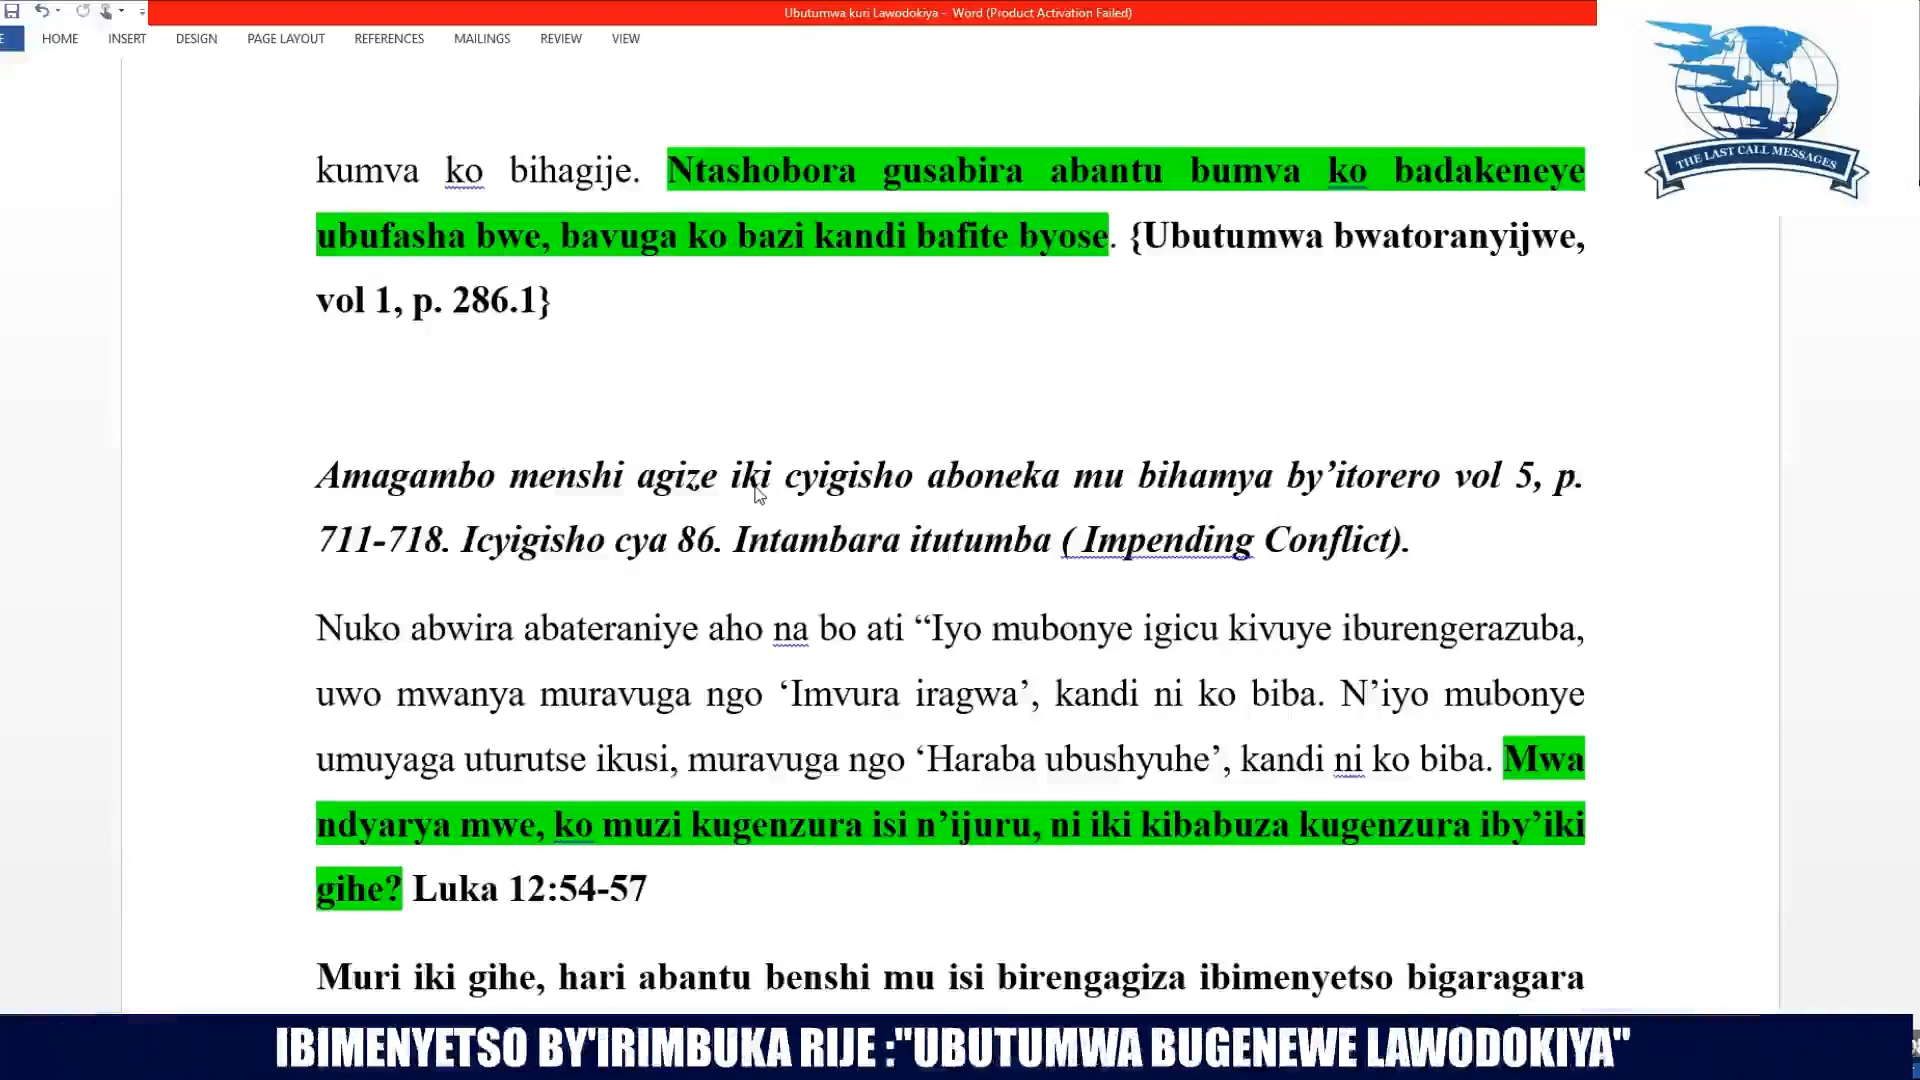 Ubutumwa kuri Lawodokiya - Word (Product Activation Failed)
HOME INSERT DESIGN PAGE LAYOUT REFERENCES MAILINGS REVIEW VIEW
THE LAST CALL MESSAGES
kumva ko bihagije. Ntashobora gusabira abantu bumva ko badakeneye
ubufasha bwe, bavuga ko bazi kandi bafite byose. {Ubutumwa bwatoranyijwe,
vol 1, p. 286.1}
Amagambo menshi agize iki cyigisho aboneka mu bihamya by’itorero vol 5, p.
711-718. Icyigisho cya 86. Intambara itutumba ( Impending Conflict).
Nuko abwira abateraniye aho na bo ati “Iyo mubonye igicu kivuye iburengerazuba,
uwo mwanya muravuga ngo ‘Imvura iragwa’, kandi ni ko biba. N’iyo mubonye
umuyaga uturutse ikusi, muravuga ngo ‘Haraba ubushyuhe’, kandi ni ko biba. Mwa
ndyarya mwe, ko muzi kugenzura isi n’ijuru, ni iki kibabuza kugenzura iby’iki
gihe? Luka 12:54-57
Muri iki gihe, hari abantu benshi mu isi birengagiza ibimenyetso bigaragara
IBIMENYETSO BY'IRIMBUKA RIJE :"UBUTUMWA BUGENEWE LAWODOKIYA"